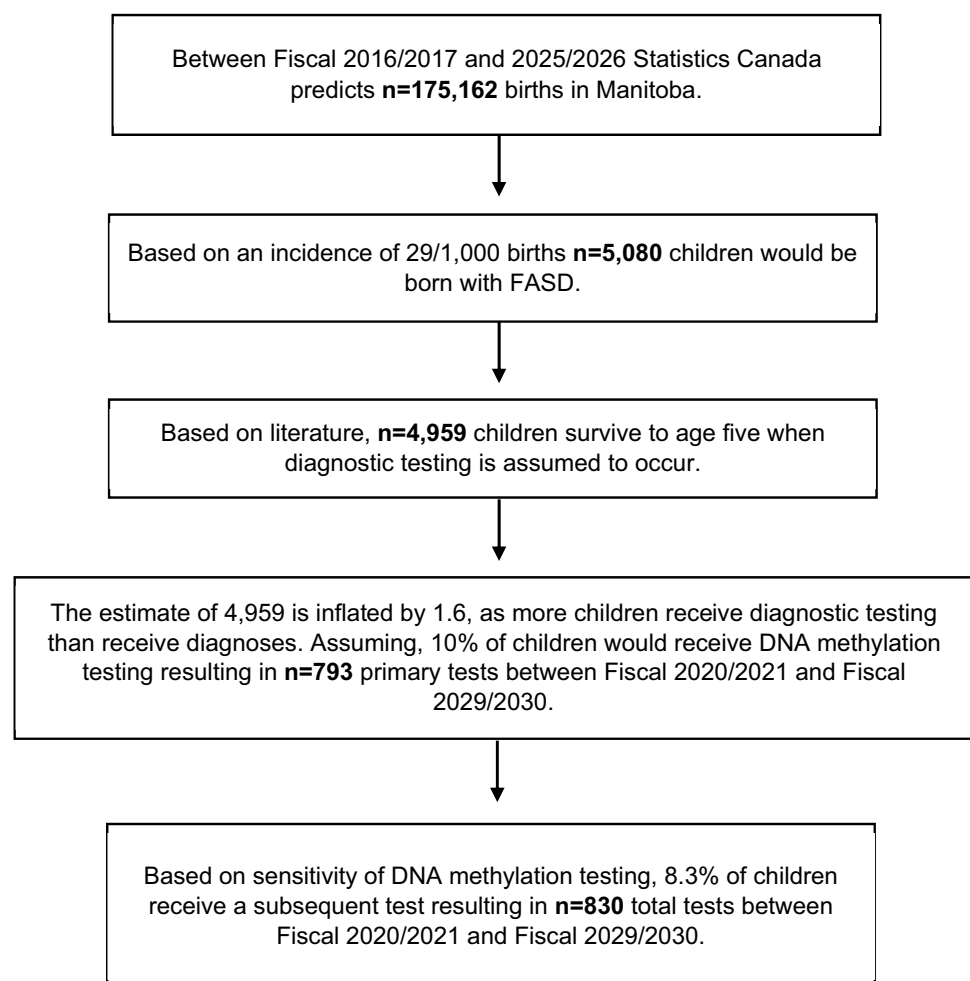 Between Fiscal 2016/2017 and 2025/2026 Statistics Canada
predicts n=175,162 births in Manitoba.
Based on an incidence of 29/1,000 births n=5,080 children would be
born with FASD.
Based on literature, n=4,959 children survive to age five when
diagnostic testing is assumed to occur.
The estimate of 4,959 is inflated by 1.6, as more children receive diagnostic testing
than receive diagnoses. Assuming, 10% of children would receive DNA methylation
testing resulting in n=793 primary tests between Fiscal 2020/2021 and Fiscal
2029/2030.
Based on sensitivity of DNA methylation testing, 8.3% of children
receive a subsequent test resulting in n=830 total tests between
Fiscal 2020/2021 and Fiscal 2029/2030.